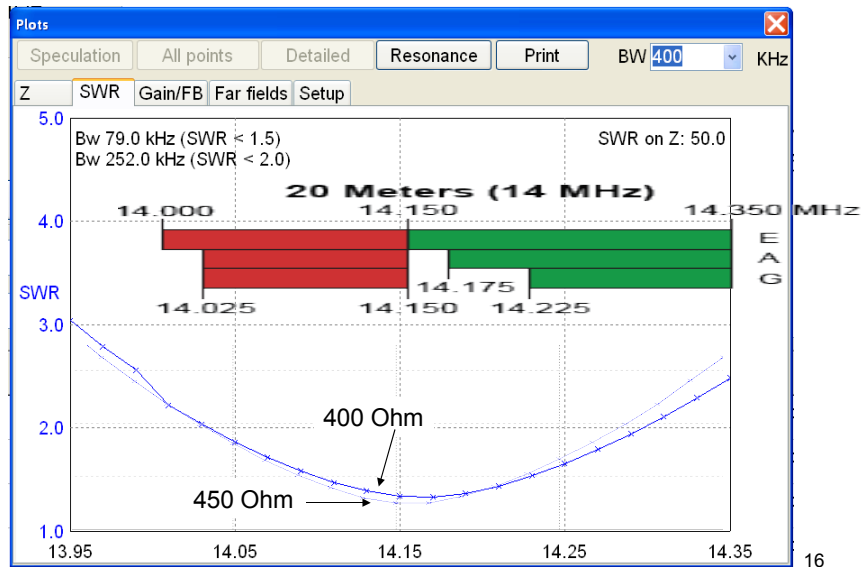 Plots
Speculation All points Detailed Resonance Print BW 400 KHz
Z SWR Gain/FB Far fields Setup
5.0
Bw 79.0 kHz (SWR < 1.5) SWR on Z: 50.0
Bw 252.0 kHz (SWR < 2.0)
20 Meters (14 MHz)
14.000 14.150 14.350 MHz
4.0
E
A
G
14.175
SWR
14.025 14.150 14.225
3.0
400 Ohm
2.0
450 Ohm
1.0
13.95 14.05 14.15 14.25 14.35
16